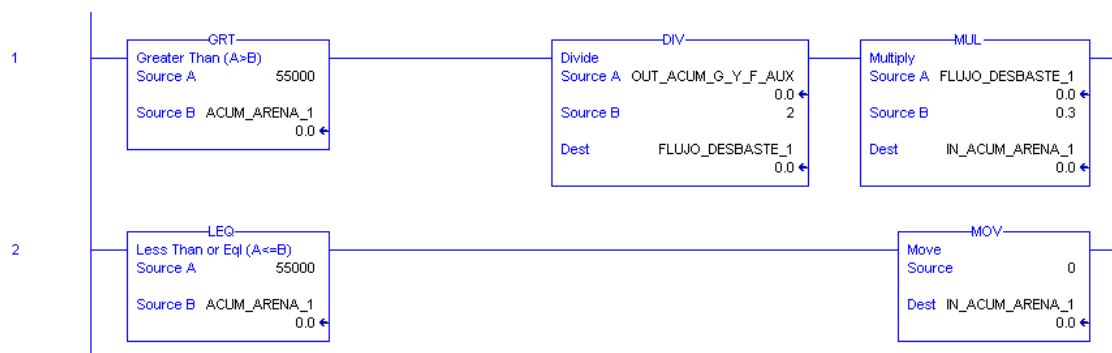 1
GRT
Greater Than (A>B)
Source A 55000
Source B ACUM_ARENA_1
0.0
DIV
Divide
Source A OUT_ACUM_G_Y_F_AUX
0.0
Source B 2
Dest FLUJO_DESBASTE_1
0.0
MUL
Multiply
Source A FLUJO_DESBASTE_1
0.0
Source B 0.3
Dest IN_ACUM_ARENA_1
0.0
2
LEQ
Less Than or Eql (A<=B)
Source A 55000
Source B ACUM_ARENA_1
0.0
MOV
Move
Source 0
Dest IN_ACUM_ARENA_1
0.0